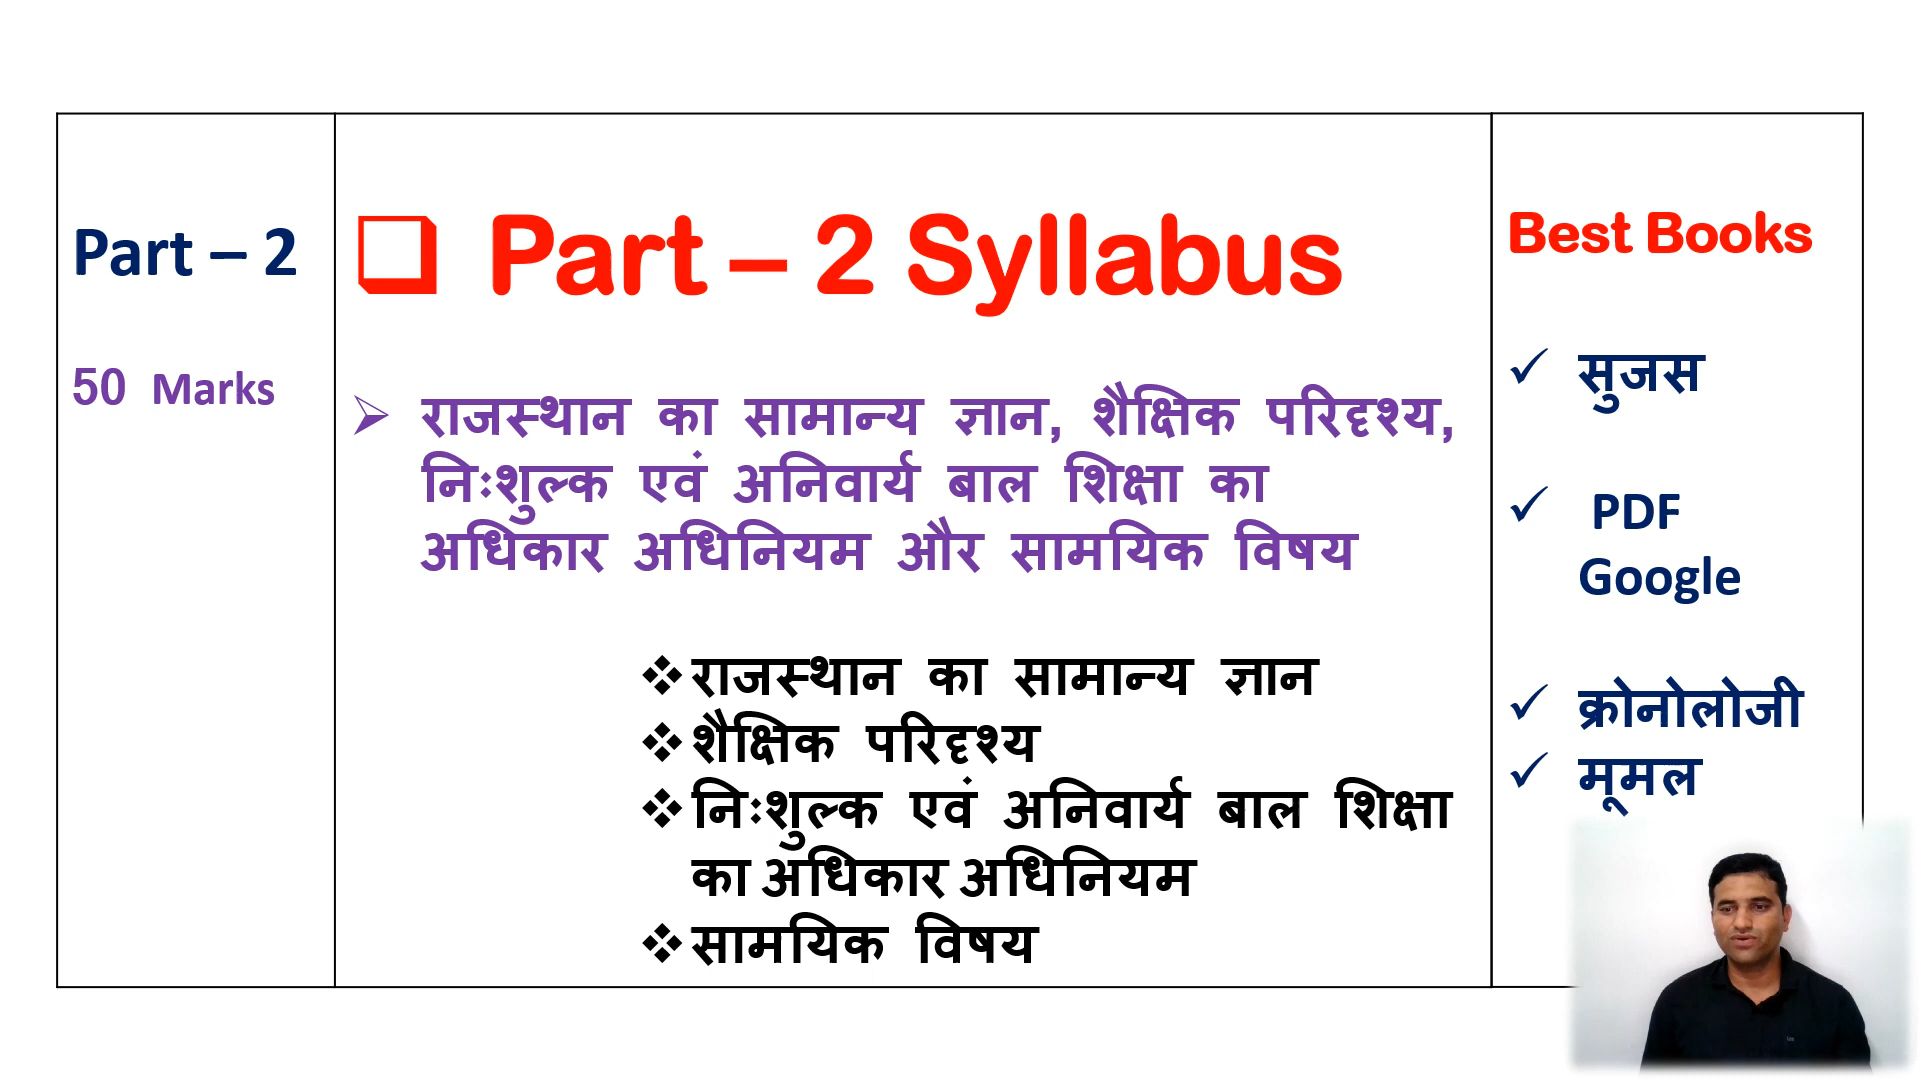 Part – 2
50 Marks
Part – 2 Syllabus
राजस्थान का सामान्य ज्ञान, शैक्षिक परिदृश्य,
निःशुल्क एवं अनिवार्य बाल शिक्षा का
अधिकार अधिनियम और सामयिक विषय
राजस्थान का सामान्य ज्ञान
शैक्षिक परिदृश्य
निःशुल्क एवं अनिवार्य बाल शिक्षा
का अधिकार अधिनियम
सामयिक विषय
Best Books
सुजस
PDF
Google
क्रोनोलोजी
मूमल